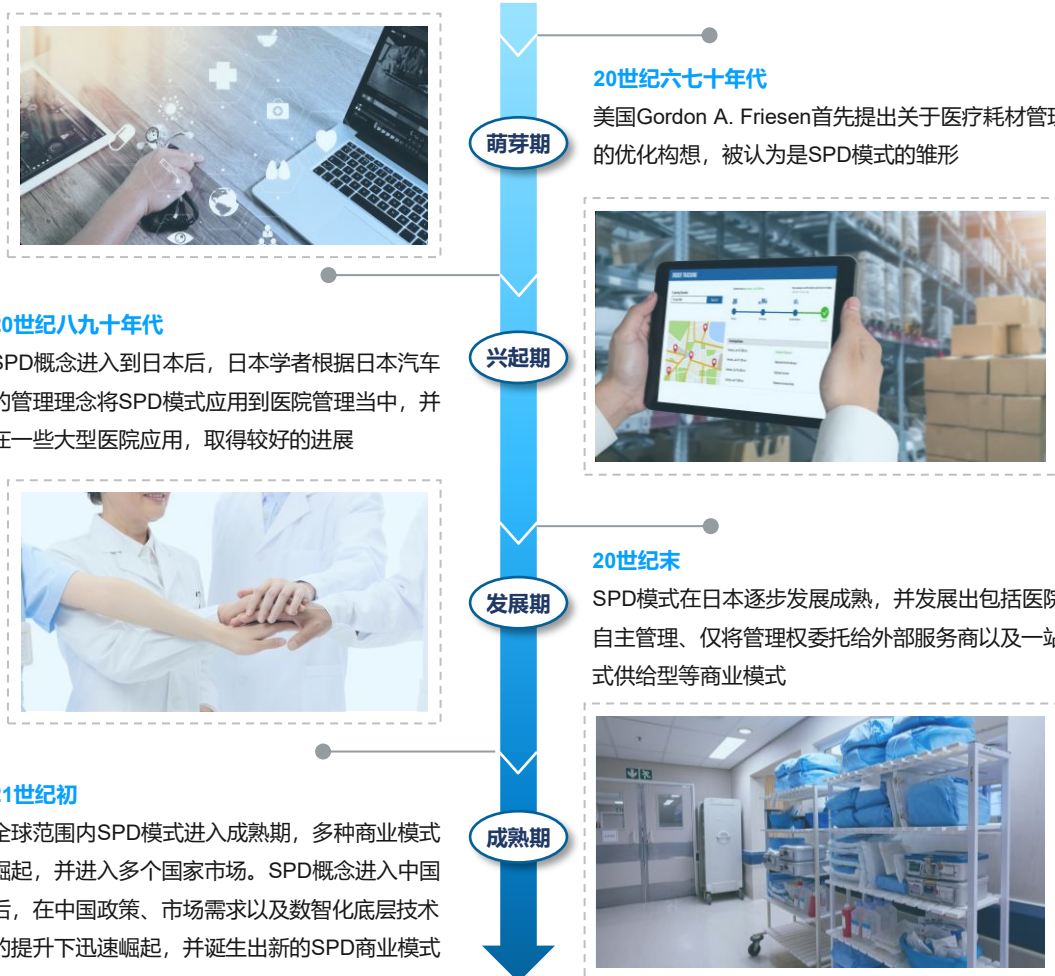 20世纪六七十年代
萌芽期
美国Gordon A. Friesen首先提出关于医疗耗材管理
的优化构想，被认为是SPD模式的雏形
20世纪八九十年代
兴起期
SPD概念进入到日本后，日本学者根据日本汽车
的管理理念将SPD模式应用到医院管理当中，并
在一些大型医院应用，取得较好的进展
20世纪末
发展期
SPD模式在日本逐步发展成熟，并发展出包括医院
自主管理、仅将管理权委托给外部服务商以及一站
式供给型等商业模式
21世纪初
成熟期
全球范围内SPD模式进入成熟期，多种商业模式
崛起，并进入多个国家市场。SPD概念进入中国
后，在中国政策、市场需求以及数智化底层技术
的提升下迅速崛起，并诞生出新的SPD商业模式